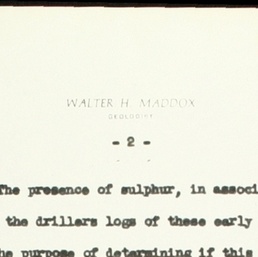 WALTER H. MADDOX
GEOLOGIST
- 2 -
The presence of sulphur, in associ
the drillers logs of these early
he purpose of determining if this